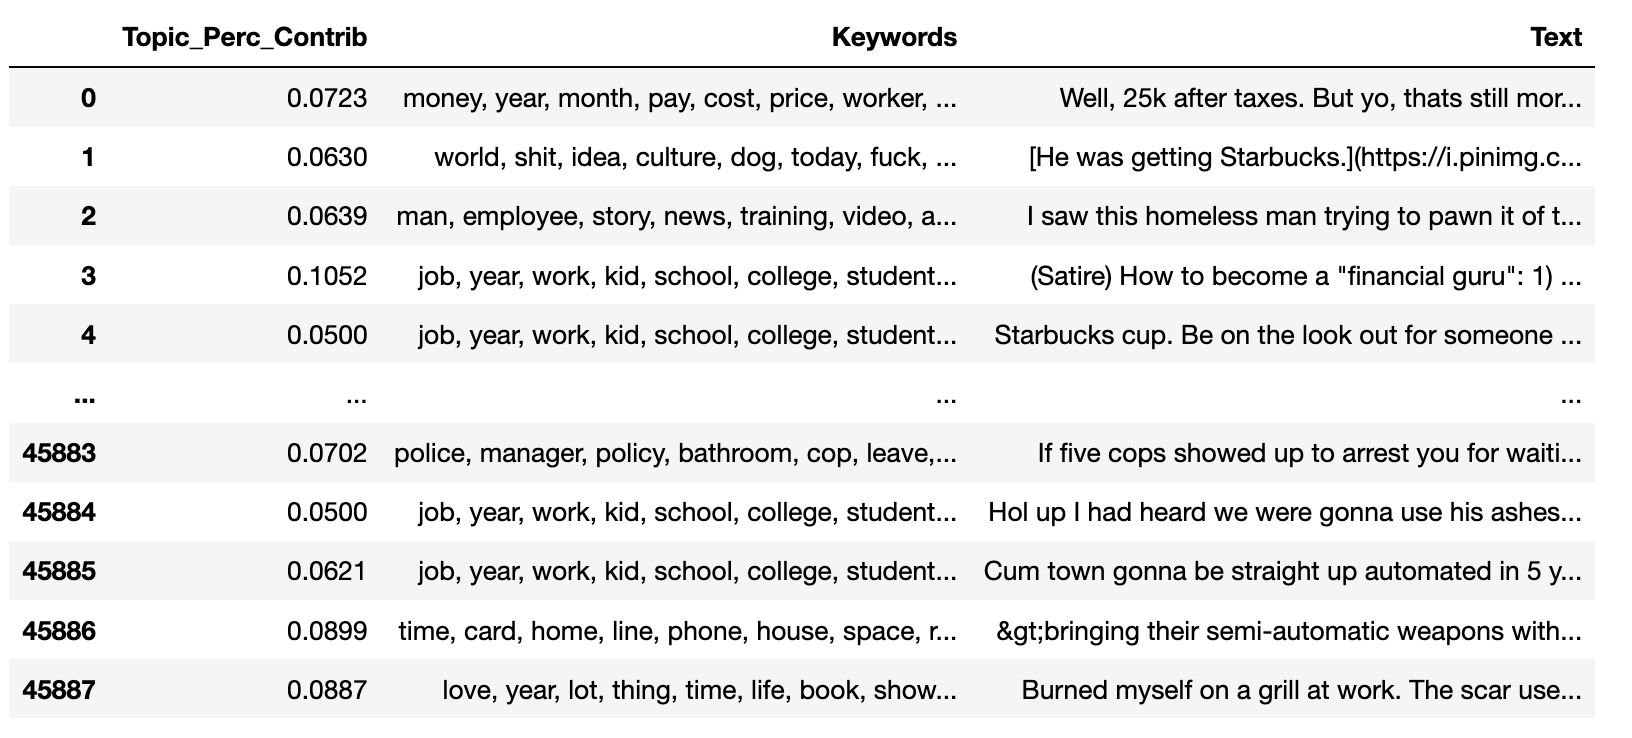 Topic_Perc_Contrib Keywords Text
0 0.0723 money, year, month, pay, cost, price, worker, ... Well, 25k after taxes. But yo, thats still mor...
1 0.0630 world, shit, idea, culture, dog, today, fuck, ... [He was getting Starbucks.](https://i.pinimg.c...
2 0.0639 man, employee, story, news, training, video, a... I saw this homeless man trying to pawn it of t...
3 0.1052 job, year, work, kid, school, college, student... (Satire) How to become a "financial guru": 1) ...
4 0.0500 job, year, work, kid, school, college, student... Starbucks cup. Be on the look out for someone ...
... ... ... ...
45883 0.0702 police, manager, policy, bathroom, cop, leave,... If five cops showed up to arrest you for waiti...
45884 0.0500 job, year, work, kid, school, college, student... Hol up I had heard we were gonna use his ashes...
45885 0.0621 job, year, work, kid, school, college, student... Cum town gonna be straight up automated in 5 y...
45886 0.0899 time, card, home, line, phone, house, space, r... &gt;bringing their semi-automatic weapons with...
45887 0.0887 love, year, lot, thing, time, life, book, show... Burned myself on a grill at work. The scar use...